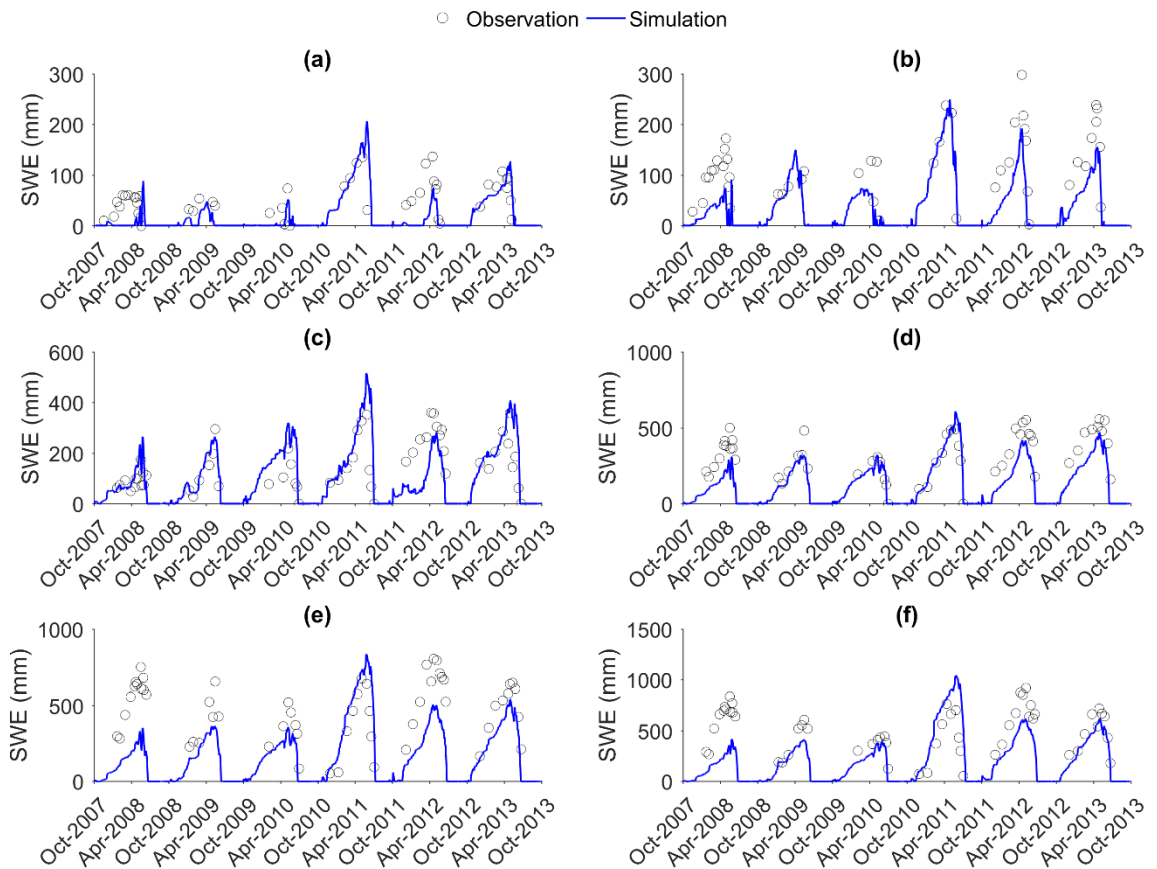 Observation Simulation
(a)
SWE (mm)
300
200
100
0
Oct-2007 Apr-2008 Oct-2008 Apr-2009 Oct-2009 Apr-2010 Oct-2010 Apr-2011 Oct-2011 Apr-2012 Oct-2012 Apr-2013 Oct-2013
(b)
SWE (mm)
300
200
100
0
Oct-2007 Apr-2008 Oct-2008 Apr-2009 Oct-2009 Apr-2010 Oct-2010 Apr-2011 Oct-2011 Apr-2012 Oct-2012 Apr-2013 Oct-2013
(c)
SWE (mm)
600
400
200
0
Oct-2007 Apr-2008 Oct-2008 Apr-2009 Oct-2009 Apr-2010 Oct-2010 Apr-2011 Oct-2011 Apr-2012 Oct-2012 Apr-2013 Oct-2013
(d)
SWE (mm)
1000
500
0
Oct-2007 Apr-2008 Oct-2008 Apr-2009 Oct-2009 Apr-2010 Oct-2010 Apr-2011 Oct-2011 Apr-2012 Oct-2012 Apr-2013 Oct-2013
(e)
SWE (mm)
1000
500
0
Oct-2007 Apr-2008 Oct-2008 Apr-2009 Oct-2009 Apr-2010 Oct-2010 Apr-2011 Oct-2011 Apr-2012 Oct-2012 Apr-2013 Oct-2013
(f)
SWE (mm)
1500
1000
500
0
Oct-2007 Apr-2008 Oct-2008 Apr-2009 Oct-2009 Apr-2010 Oct-2010 Apr-2011 Oct-2011 Apr-2012 Oct-2012 Apr-2013 Oct-2013